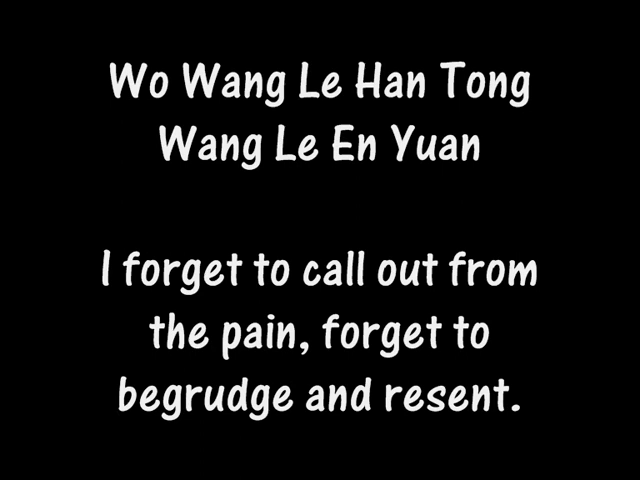 Wo Wang Le Han Tong
Wang Le En Yuan
I forget to call out from
the pain, forget to
begrudge and resent.